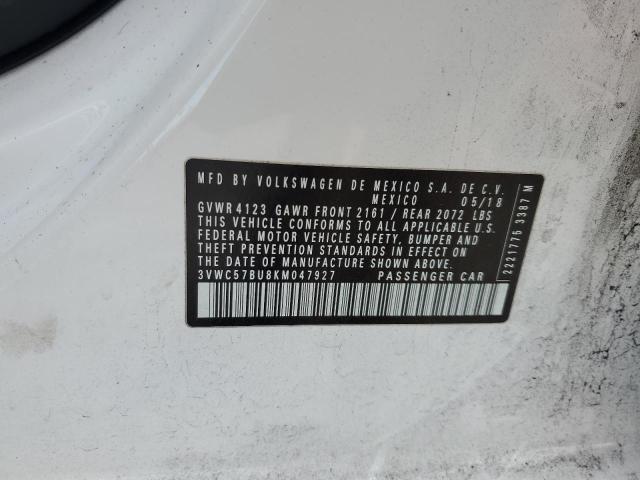 MFD BY VOLKSWAGEN DE MEXICO S.A. DE C.V.
MEXICO 05/18
GVWR 4123 GAWR FRONT 2161 / REAR 2072 LBS
THIS VEHICLE CONFORMS TO ALL APPLICABLE U.S.
FEDERAL MOTOR VEHICLE SAFETY, BUMPER AND
THEFT PREVENTION STANDARDS IN EFFECT ON
THE DATE OF MANUFACTURE SHOWN ABOVE.
3VWC57BU8KM047927 PASSENGER CAR
2221775 3387 M